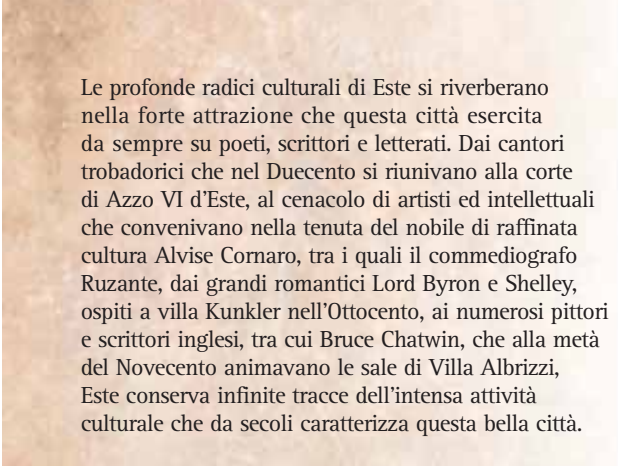 Le profonde radici culturali di Este si riverberano
nella forte attrazione che questa città esercita
da sempre su poeti, scrittori e letterati. Dai cantori
trobadorici che nel Duecento si riunivano alla corte
di Azzo VI d'Este, al cenacolo di artisti ed intellettuali
che convenivano nella tenuta del nobile di raffinata
cultura Alvise Cornaro, tra i quali il commediografo
Ruzante, dai grandi romantici Lord Byron e Shelley,
ospiti a villa Kunkler nell'Ottocento, ai numerosi pittori
e scrittori inglesi, tra cui Bruce Chatwin, che alla metà
del Novecento animavano le sale di Villa Albrizzi,
Este conserva infinite tracce dell'intensa attività
culturale che da secoli caratterizza questa bella città.